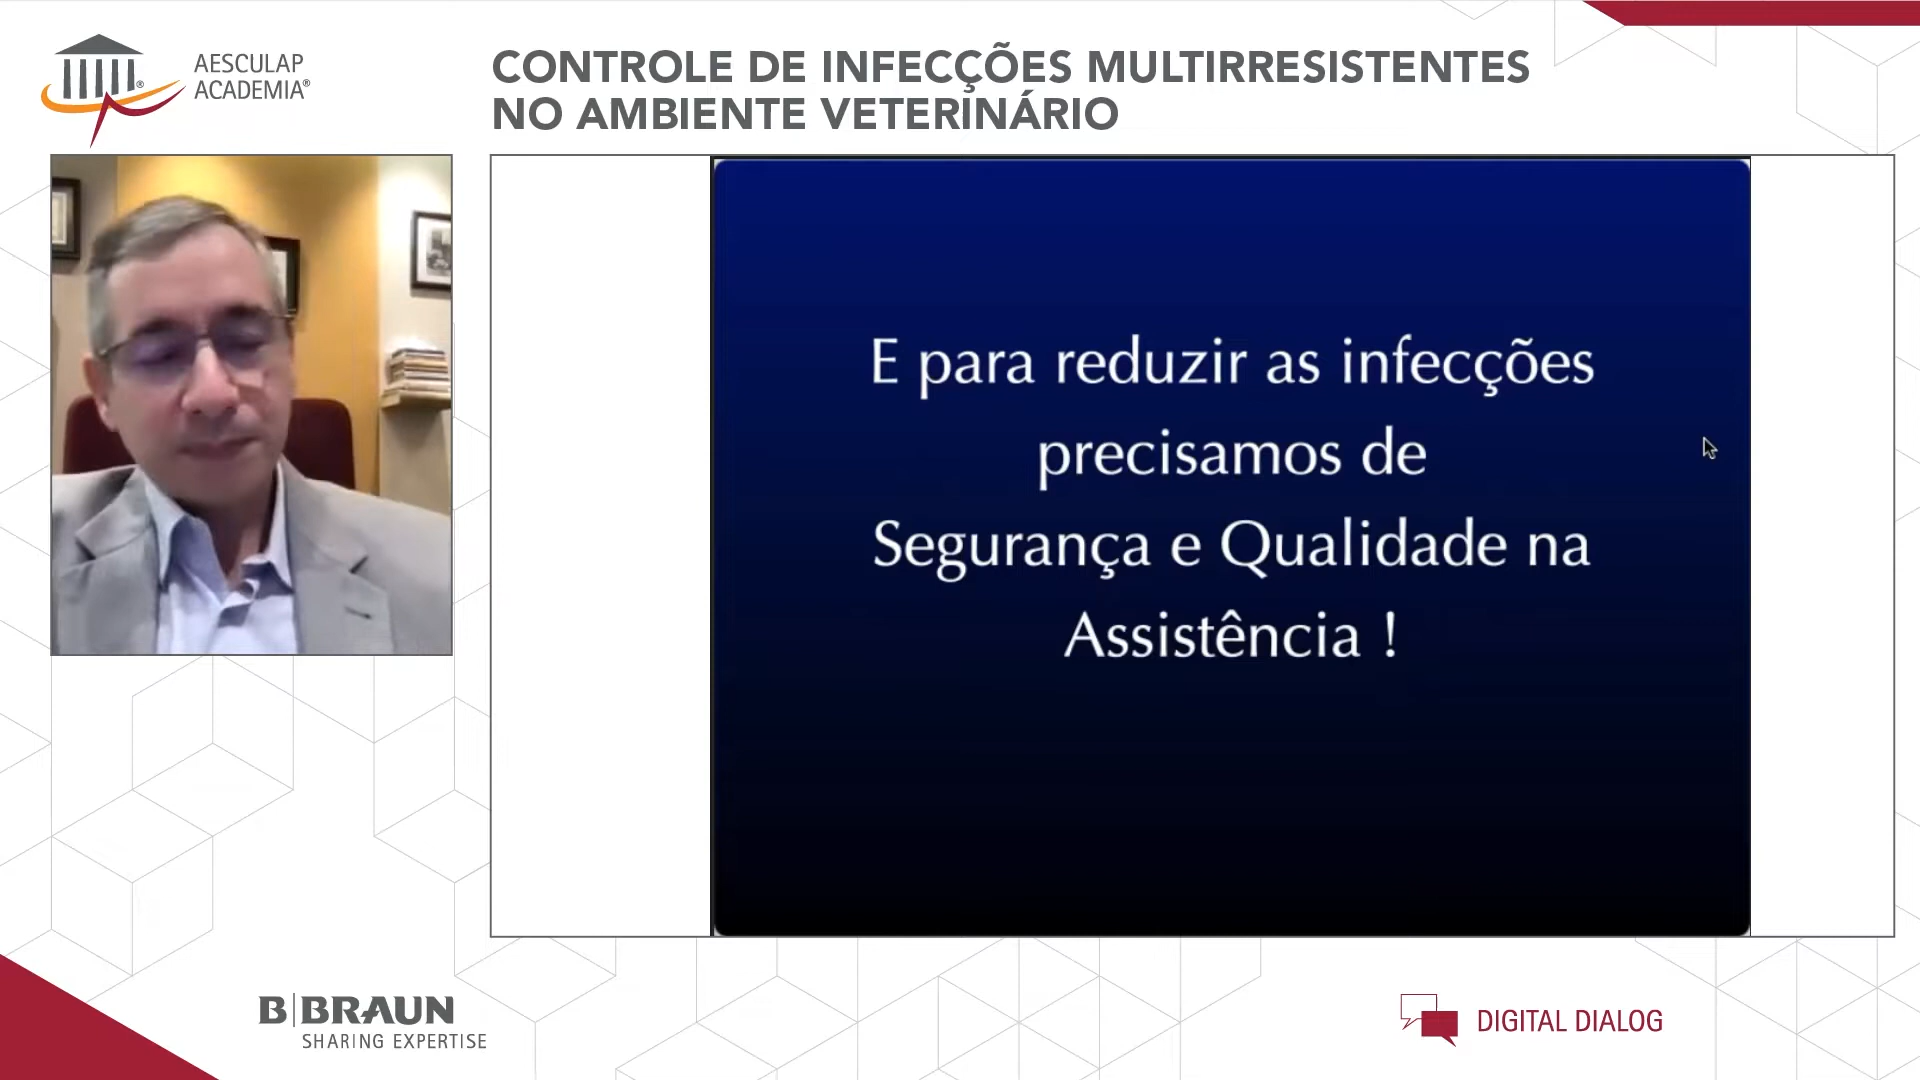 AESCULAP
ACADEMIA®
CONTROLE DE INFECÇÕES MULTIRRESISTENTES
NO AMBIENTE VETERINÁRIO
E para reduzir as infecções
precisamos de
Segurança e Qualidade na
Assistência !
B|BRAUN
SHARING EXPERTISE
DIGITAL DIALOG